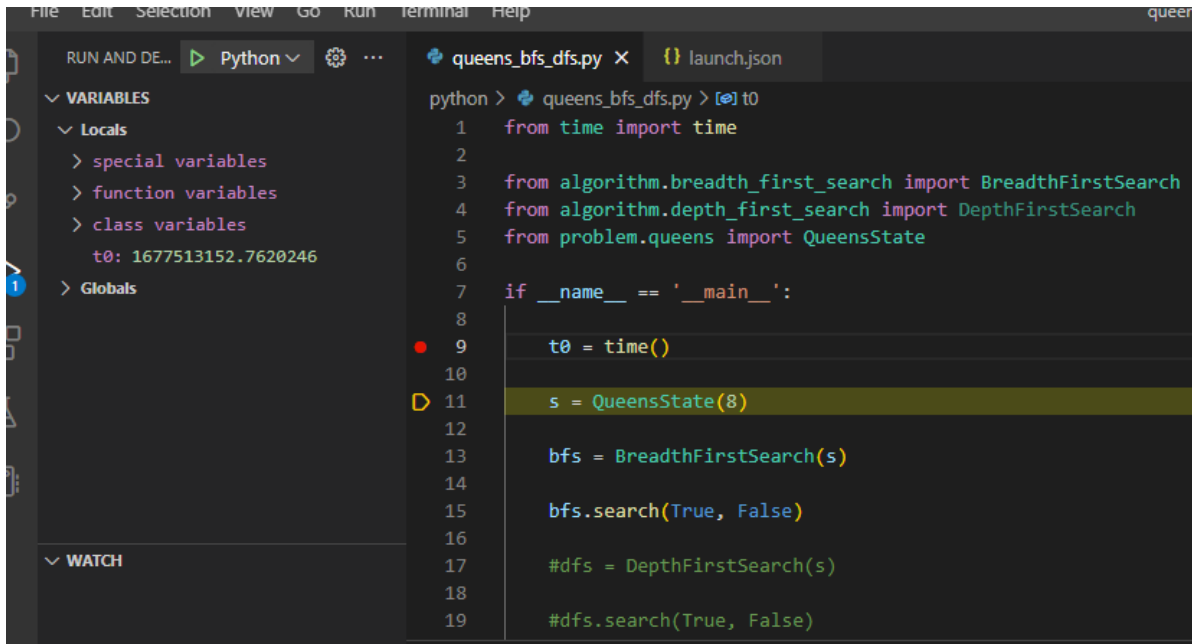 File Edit Selection View Go Run Terminal Help queen
RUN AND DE... Python
queens_bfs_dfs.py launch.json
VARIABLES
Locals
special variables
function variables
class variables
t0: 1677513152.7620246
Globals
1
WATCH
python > queens_bfs_dfs.py > t0
1 from time import time
2
3 from algorithm.breadth_first_search import BreadthFirstSearch
4 from algorithm.depth_first_search import DepthFirstSearch
5 from problem.queens import QueensState
6
7 if __name__ == '__main__':
8
9 t0 = time()
10
11 s = QueensState(8)
12
13 bfs = BreadthFirstSearch(s)
14
15 bfs.search(True, False)
16
17 #dfs = DepthFirstSearch(s)
18
19 #dfs.search(True, False)